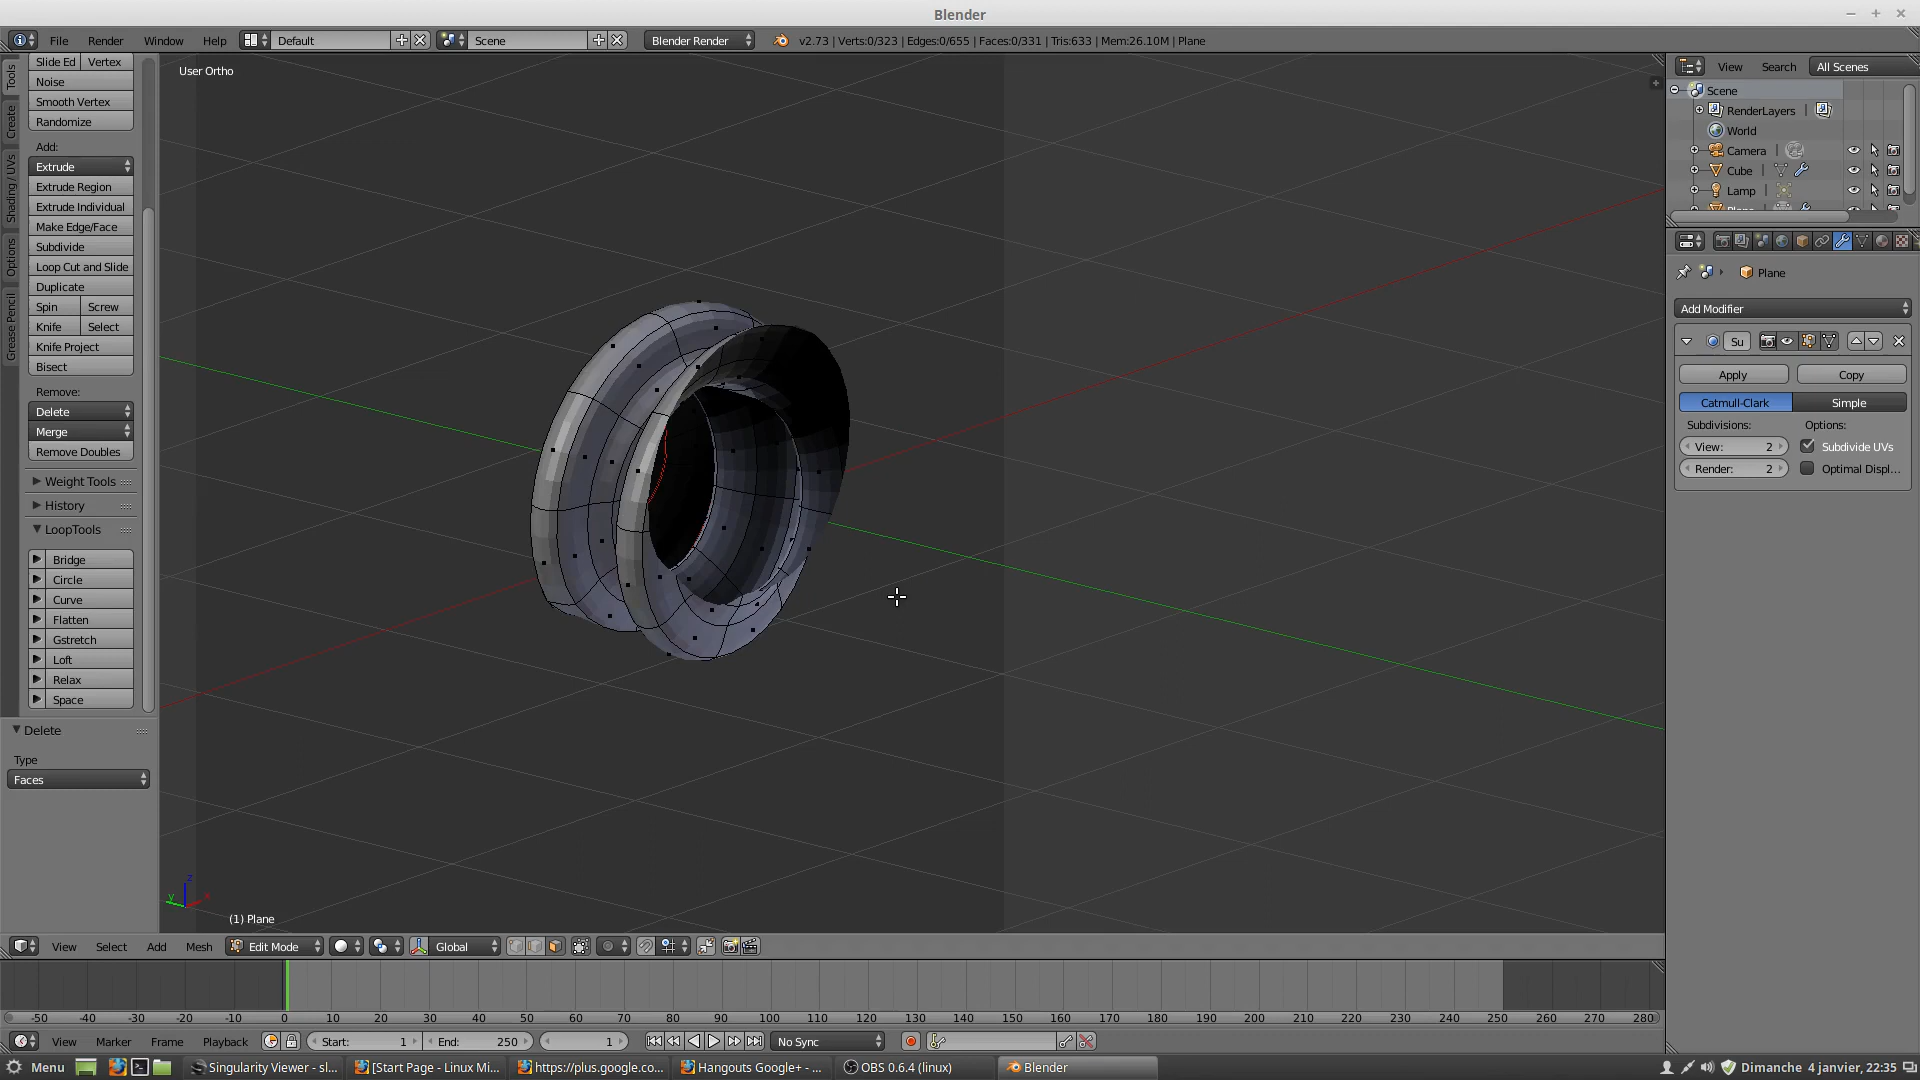 Blender
File Render Window Help Default Scene Blender Render v2.73 | Verts:0/323 | Edges:0/655 | Faces:0/331 | Tris:633 | Mem:26.10M | Plane
Tools
Create
Shading / UVs
Options
Grease Pencil
Slide Ed Vertex
Noise
Smooth Vertex
Randomize
Add:
Extrude
Extrude Region
Extrude Individual
Make Edge/Face
Subdivide
Loop Cut and Slide
Duplicate
Spin Screw
Knife Select
Knife Project
Bisect
Remove:
Delete
Merge
Remove Doubles
Weight Tools
History
LoopTools
Bridge
Circle
Curve
Flatten
Gstretch
Loft
Relax
Space
Delete
Type
Faces
User Ortho
z
y
x
(1) Plane
View Search All Scenes
Scene
RenderLayers
World
Camera
Cube
Lamp
Plane
Add Modifier
Su
Apply Copy
Catmull-Clark Simple
Subdivisions: Options:
View: 2 Subdivide UVs
Render: 2 Optimal Displ...
View Select Add Mesh Edit Mode Global
-50 -40 -30 -20 -10 0 10 20 30 40 50 60 70 80 90 100 110 120 130 140 150 160 170 180 190 200 210 220 230 240 250 260 270 280
View Marker Frame Playback Start: 1 End: 250 1 No Sync
Menu Singularity Viewer - sl... [Start Page - Linux Mi... https://plus.google.co... Hangouts Google+ - ... OBS 0.6.4 (linux) Blender Dimanche 4 janvier, 22:35